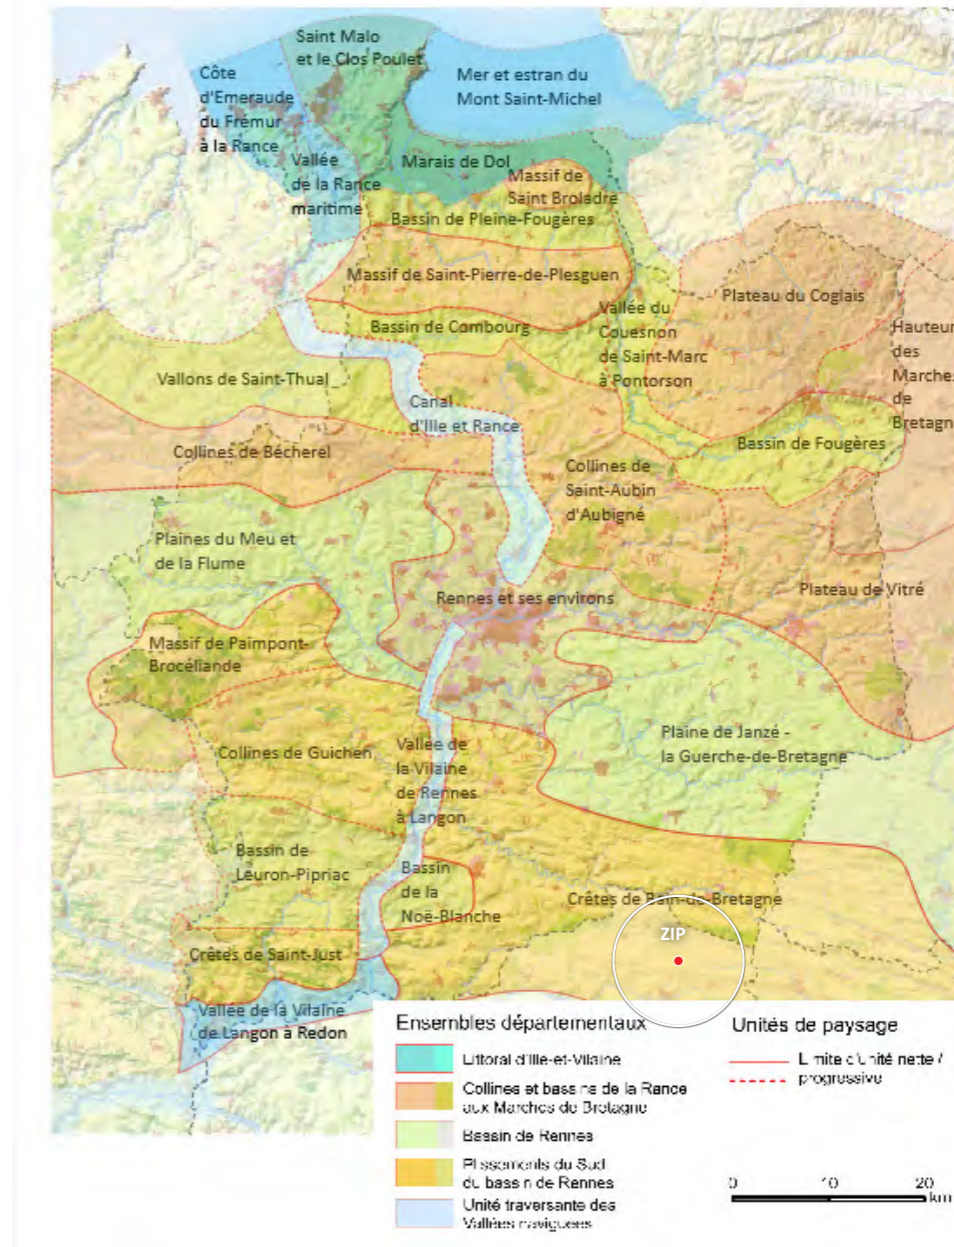 Saint Malo
et le Clos Poulet
Côte
d'Emeraude
du Frémur
à la Rance
Mer et estran du
Mont Saint-Michel
Vallée
de la Rance
maritime
Marais de Dol
Massif de
Saint Broladre
Bassin de Pleine-Fougères
Massif de Saint-Pierre-de-Plesguen
Plateau du Coglais
Vallée du
Couesnon
de Saint-Marc
à Pontorson
Bassin de Combourg
Hauteur
des
Marches
de
Bretagn
Vallons de Saint-Thual
Canal
d'Ille et Rance
Bassin de Fougères
Collines de Bécherel
Collines de
Saint-Aubin
d'Aubigné
Plaines du Meu et
de la Flume
Plateau de Vitré
Rennes et ses environs
Massif de Paimpont-
Brocéliande
Plaine de Janzé -
la Guerche-de-Bretagne
Collines de Guichen
Vallée de
la Vilaine
de Rennes
à Langon
Bassin de
Leuron-Pipriac
Bassin
de la
Noë-Blanche
Crêtes de Bain-de-Bretagne
ZIP
Crêtes de Saint-Just
Vallée de la Vilaine
de Langon à Redon
Ensembles départementaux
Littoral d'Ille-et-Vilaine
Collines et bassins de la Rance
aux Marches de Bretagne
Bassin de Rennes
Plissements du Sud
du bassin de Rennes
Unité traversante des
Vallées naviguées
Unités de paysage
Limite d'unité nette /
progressive
0 10 20
km